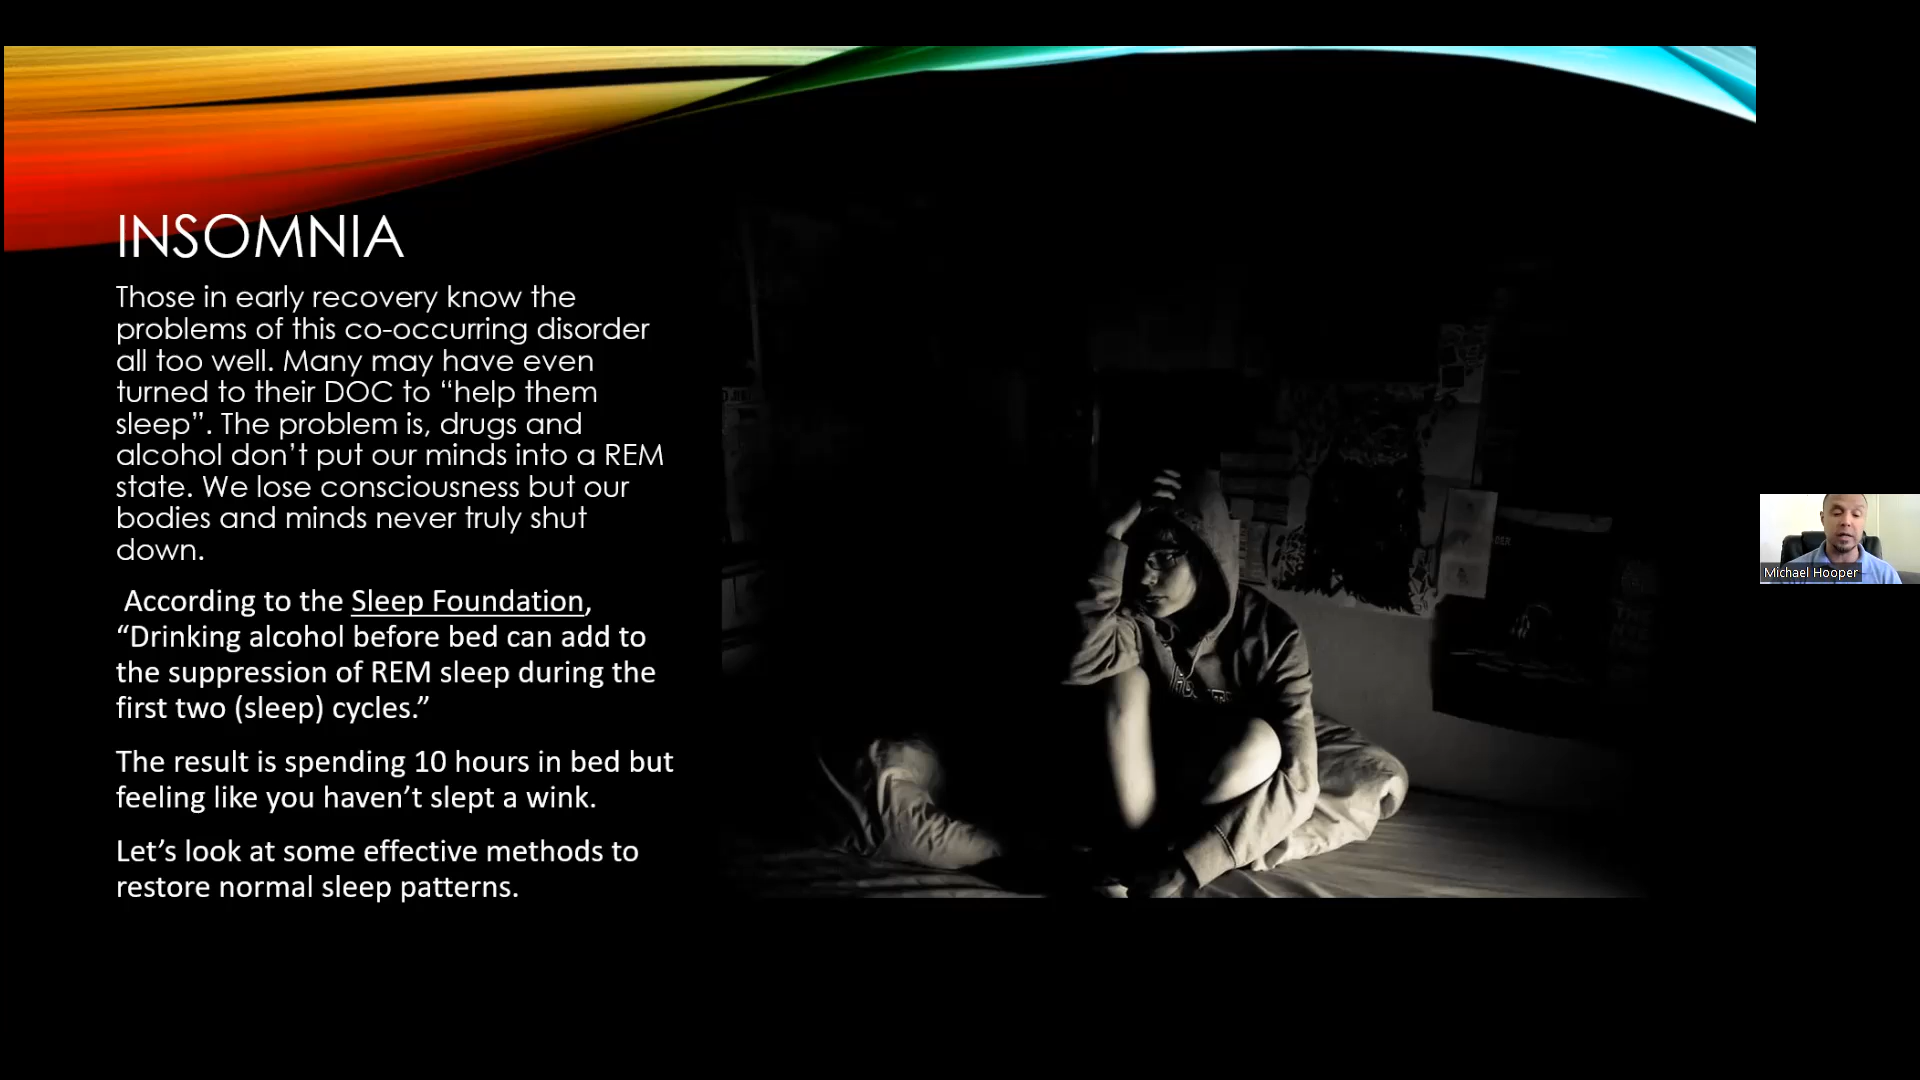 INSOMNIA
Those in early recovery know the
problems of this co-occurring disorder
all too well. Many may have even
turned to their DOC to “help them
sleep”. The problem is, drugs and
alcohol don’t put our minds into a REM
state. We lose consciousness but our
bodies and minds never truly shut
down.
According to the Sleep Foundation,
“Drinking alcohol before bed can add to
the suppression of REM sleep during the
first two (sleep) cycles.”
The result is spending 10 hours in bed but
feeling like you haven’t slept a wink.
Let’s look at some effective methods to
restore normal sleep patterns.
Michael Hooper